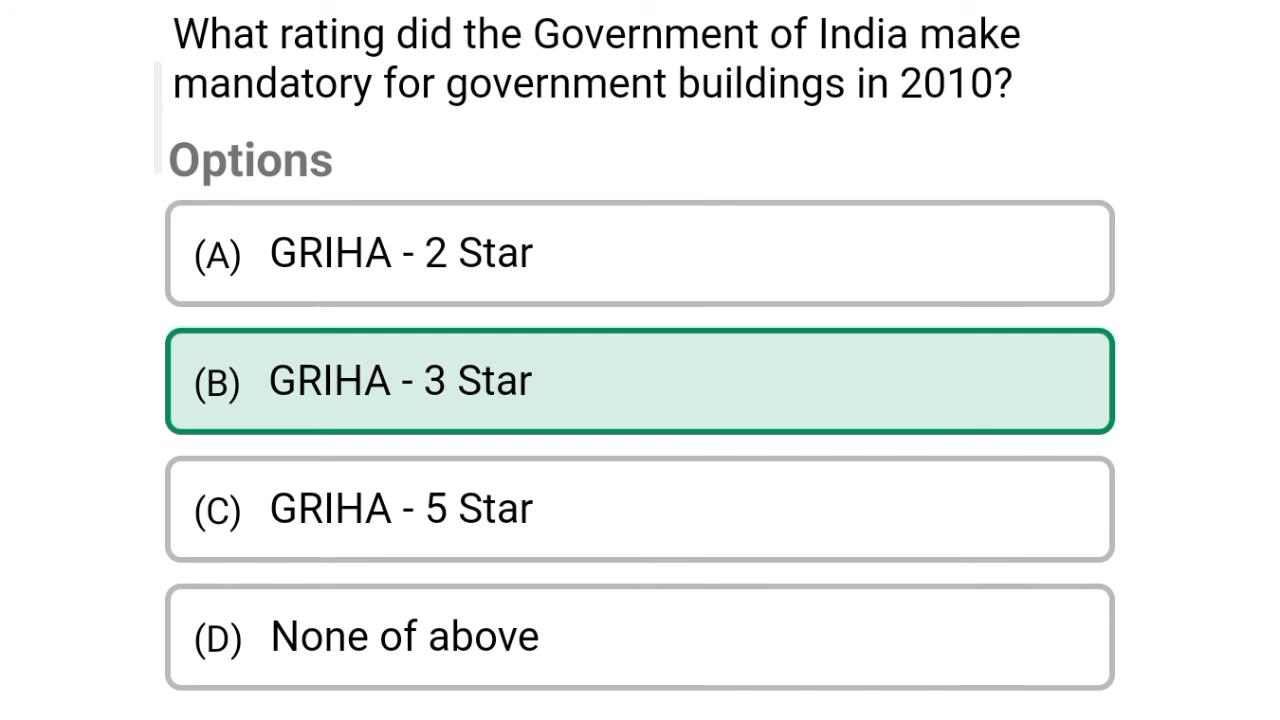 What rating did the Government of India make
mandatory for government buildings in 2010?
Options
(A) GRIHA - 2 Star
(B) GRIHA - 3 Star
(C) GRIHA - 5 Star
(D) None of above